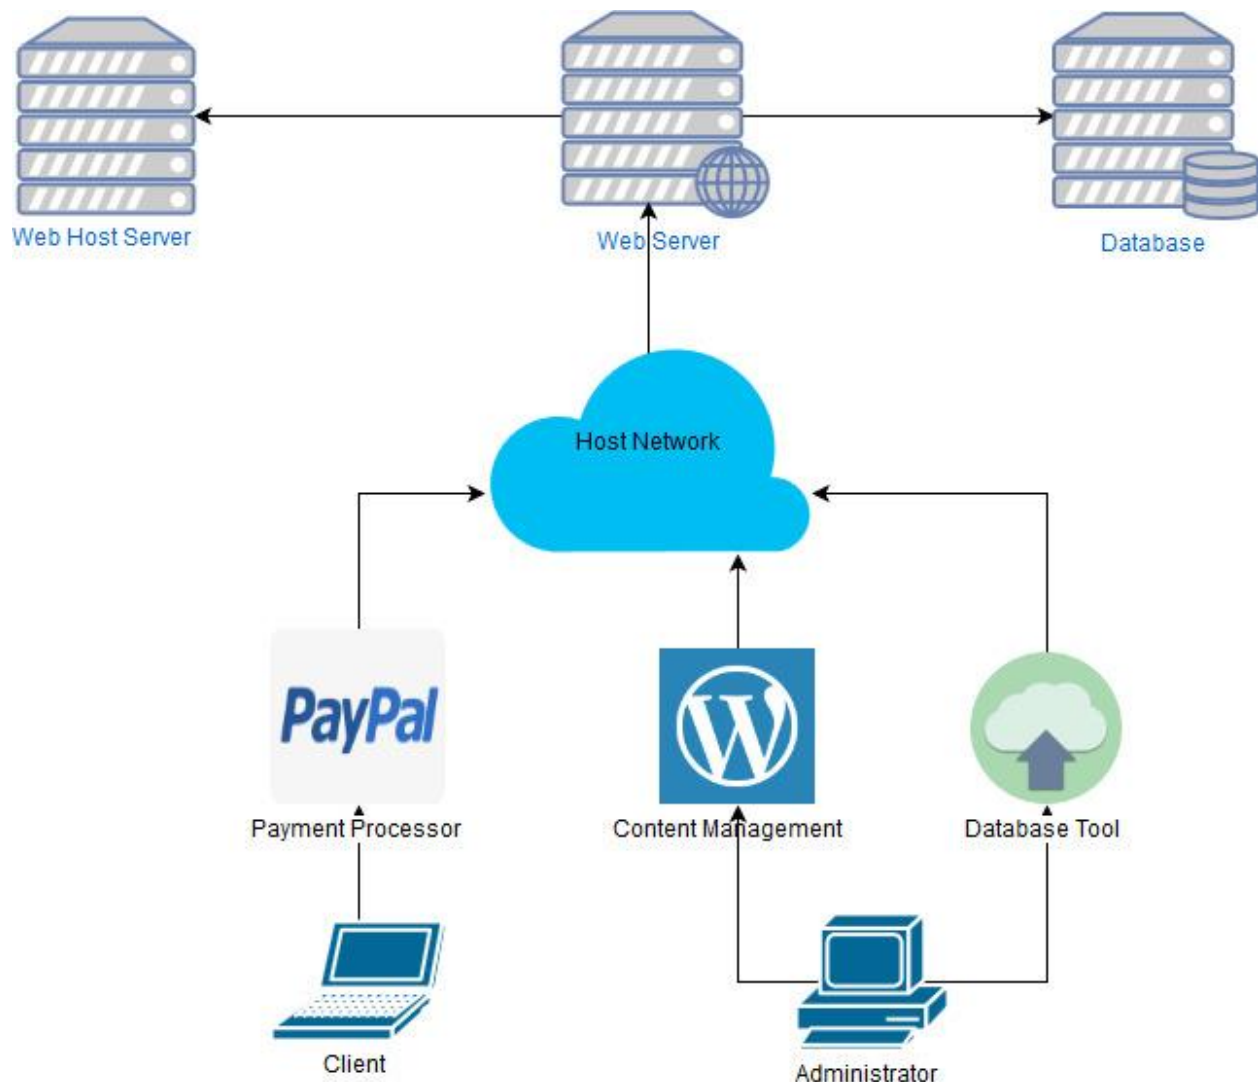 Web Host Server
Web Server
Database
Host Network
PayPal
W
Payment Processor
Content Management
Database Tool
Client
Administrator